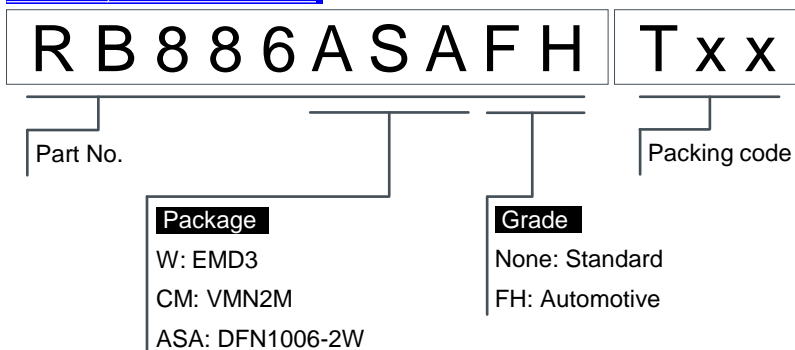 RB886ASAFH Txx
Part No.
Packing code
Package
W: EMD3
CM: VMN2M
ASA: DFN1006-2W
Grade
None: Standard
FH: Automotive